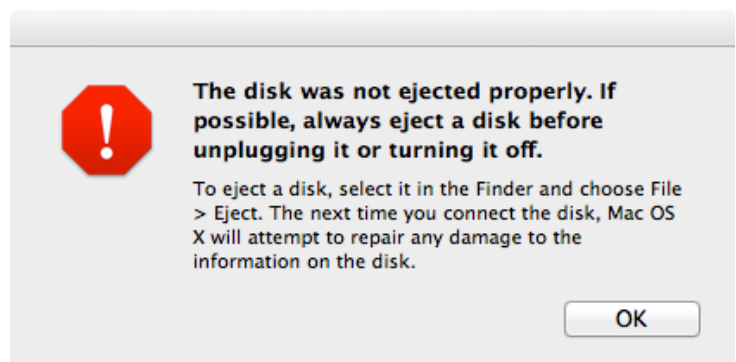 The disk was not ejected properly. If
possible, always eject a disk before
unplugging it or turning it off.
To eject a disk, select it in the Finder and choose File
> Eject. The next time you connect the disk, Mac OS
X will attempt to repair any damage to the
information on the disk.
OK